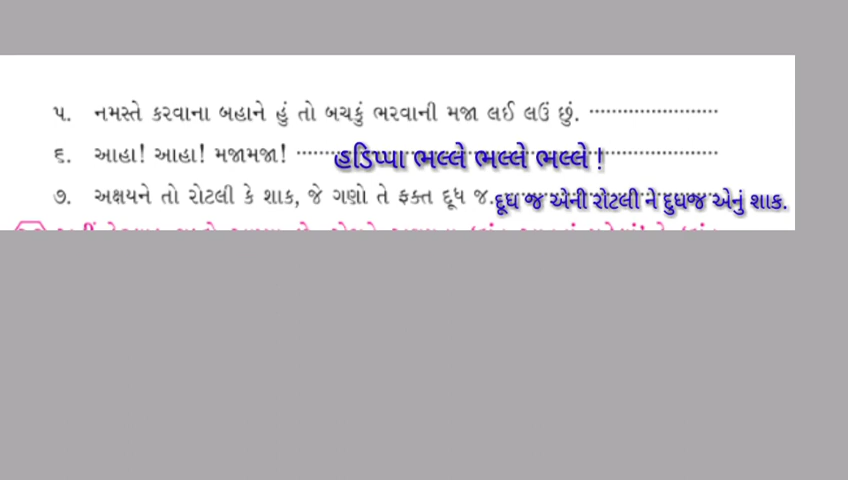 ૫. નમસ્તે કરવાના બહાને હું તો બચકું ભરવાની મજા લઈ લઉં છું. ........................
૬. આહા! આહા! મજામજા! ...... હડિપ્પા ભલ્લે ભલ્લે ભલ્લે ! ........................
૭. અક્ષયને તો રોટલી કે શાક, જે ગણો તે ફક્ત દૂધ જ. દૂધ જ એની રોટલી ને દુધજ એનું શાક.